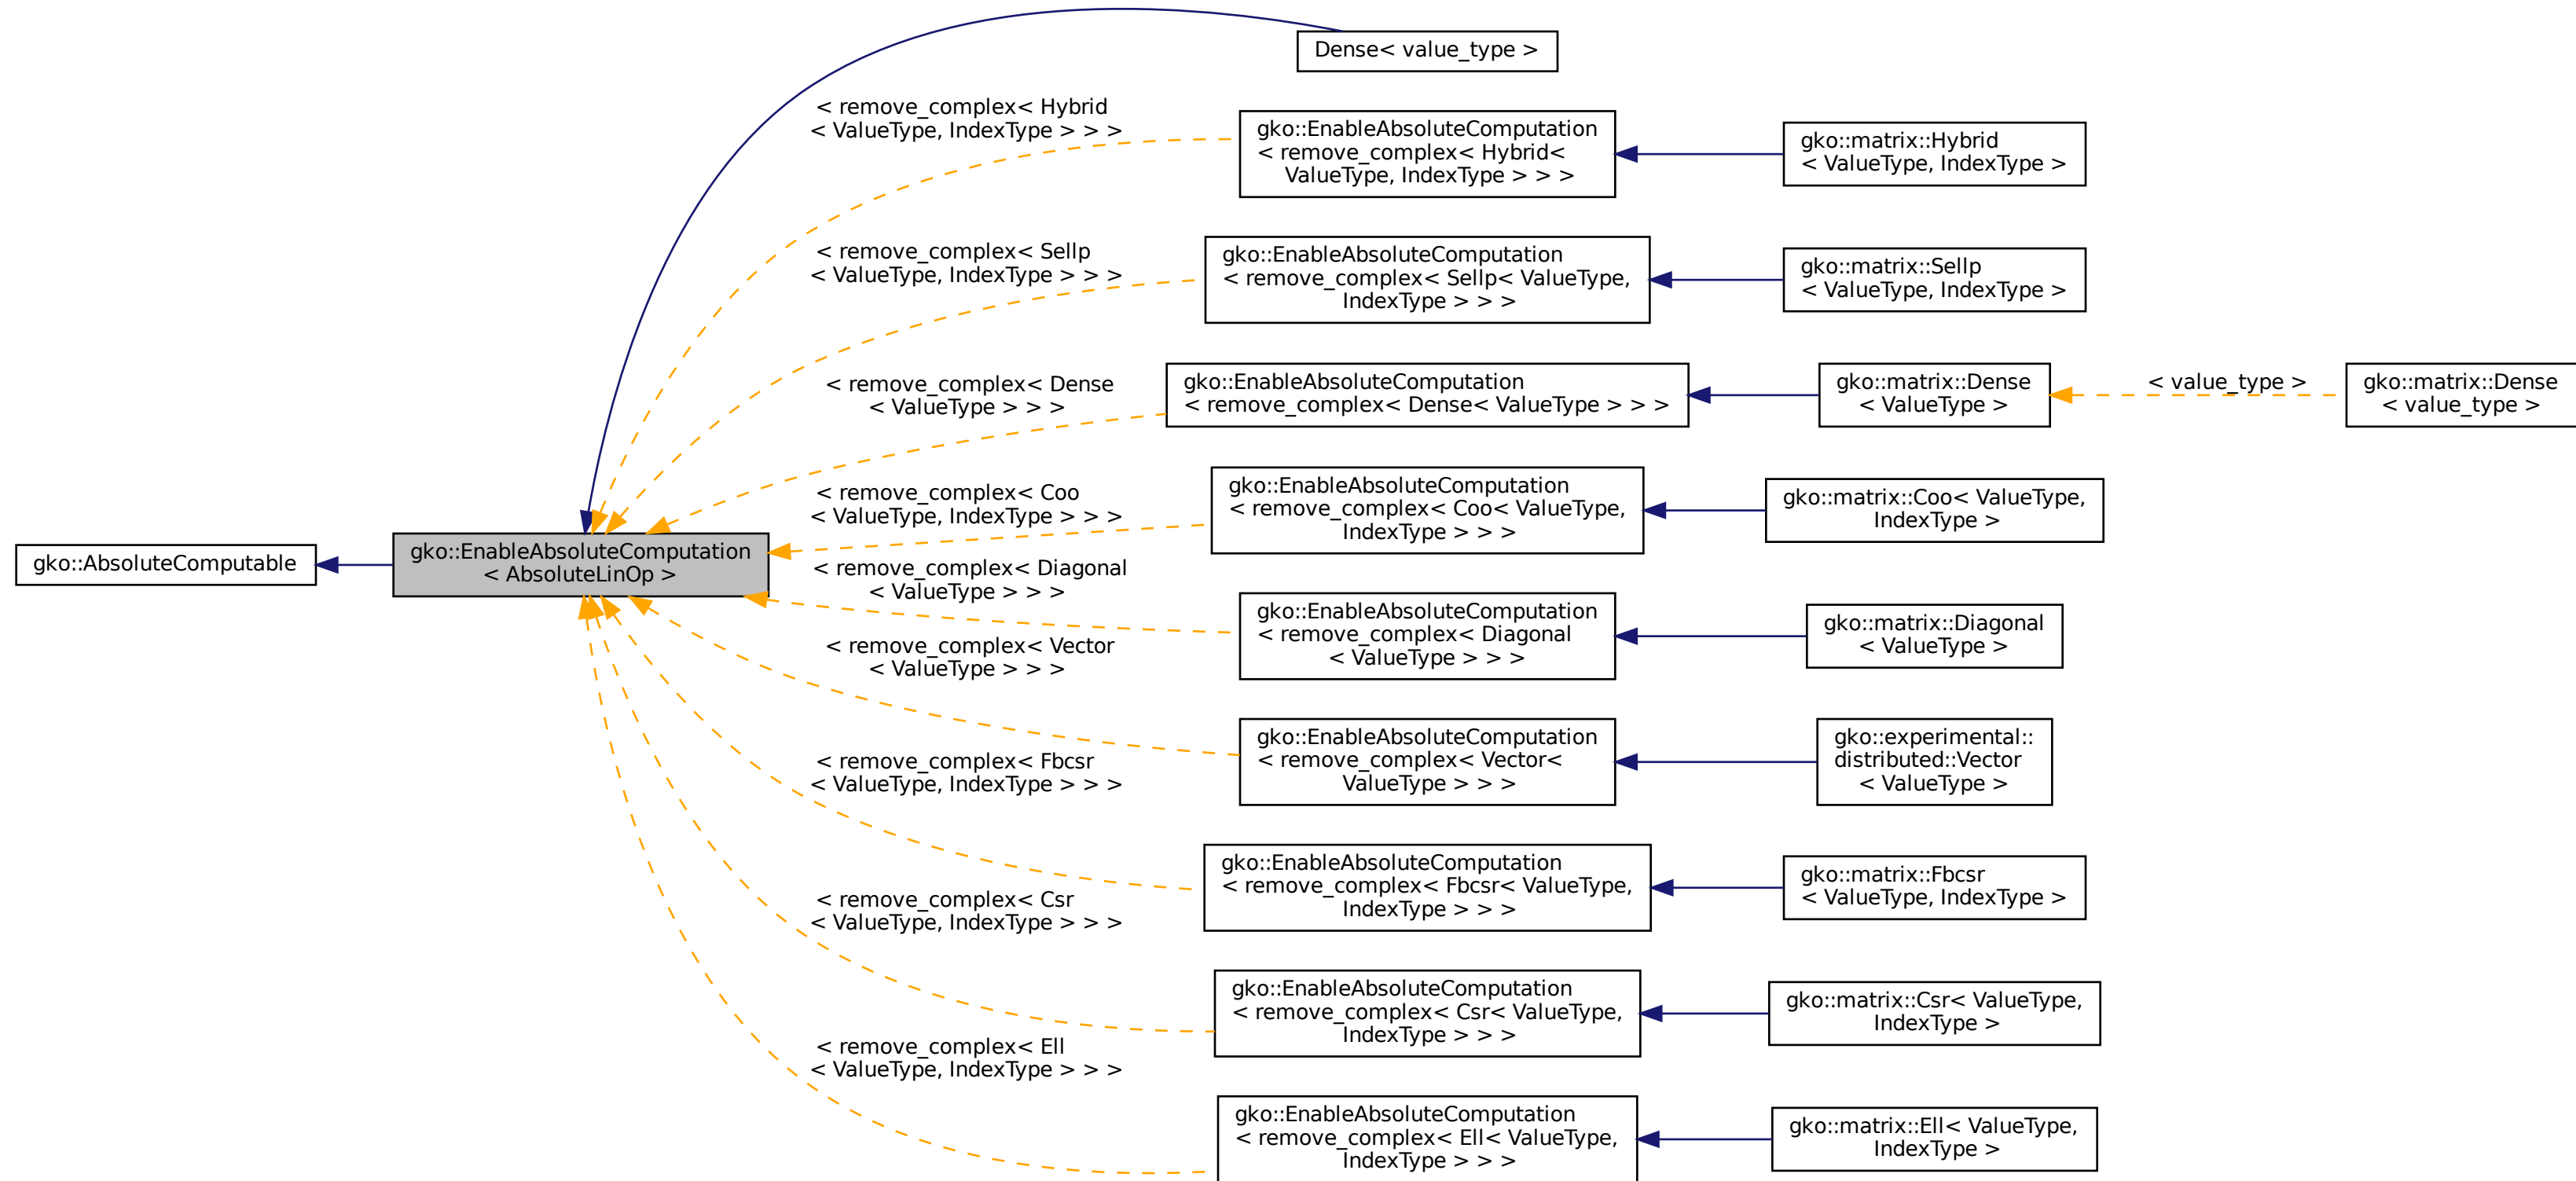 Dense< value_type >
< remove_complex< Hybrid
< ValueType, IndexType > > >
gko::EnableAbsoluteComputation
< remove_complex< Hybrid<
ValueType, IndexType > > >
gko::matrix::Hybrid
< ValueType, IndexType >
< remove_complex< Sellp
< ValueType, IndexType > > >
gko::EnableAbsoluteComputation
< remove_complex< Sellp< ValueType,
IndexType > > >
gko::matrix::Sellp
< ValueType, IndexType >
< remove_complex< Dense
< ValueType > > >
gko::EnableAbsoluteComputation
< remove_complex< Dense< ValueType > > >
gko::matrix::Dense
< ValueType >
< value_type >
gko::matrix::Dense
< value_type >
< remove_complex< Coo
< ValueType, IndexType > > >
gko::EnableAbsoluteComputation
< remove_complex< Coo< ValueType,
IndexType > > >
gko::matrix::Coo< ValueType,
IndexType >
gko::AbsoluteComputable
gko::EnableAbsoluteComputation
< AbsoluteLinOp >
< remove_complex< Diagonal
< ValueType > > >
gko::EnableAbsoluteComputation
< remove_complex< Diagonal
< ValueType > > >
gko::matrix::Diagonal
< ValueType >
< remove_complex< Vector
< ValueType > > >
gko::EnableAbsoluteComputation
< remove_complex< Vector<
ValueType > > >
gko::experimental::
distributed::Vector
< ValueType >
< remove_complex< Fbcsr
< ValueType, IndexType > > >
gko::EnableAbsoluteComputation
< remove_complex< Fbcsr< ValueType,
IndexType > > >
gko::matrix::Fbcsr
< ValueType, IndexType >
< remove_complex< Csr
< ValueType, IndexType > > >
gko::EnableAbsoluteComputation
< remove_complex< Csr< ValueType,
IndexType > > >
gko::matrix::Csr< ValueType,
IndexType >
< remove_complex< Ell
< ValueType, IndexType > > >
gko::EnableAbsoluteComputation
< remove_complex< Ell< ValueType,
IndexType > > >
gko::matrix::Ell< ValueType,
IndexType >